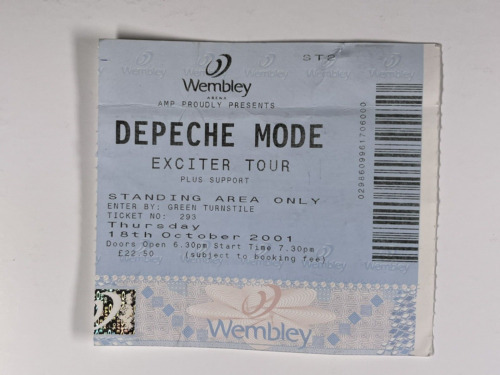 ST2
Wembley
ARENA
AMP PROUDLY PRESENTS
DEPECHE MODE
EXCITER TOUR
PLUS SUPPORT
STANDING AREA ONLY
ENTER BY: GREEN TURNSTILE
TICKET NO: 293
Thursday
18th October 2001
Doors Open 6.30pm Start Time 7.30pm
£22.50 (subject to booking fee)
Wembley